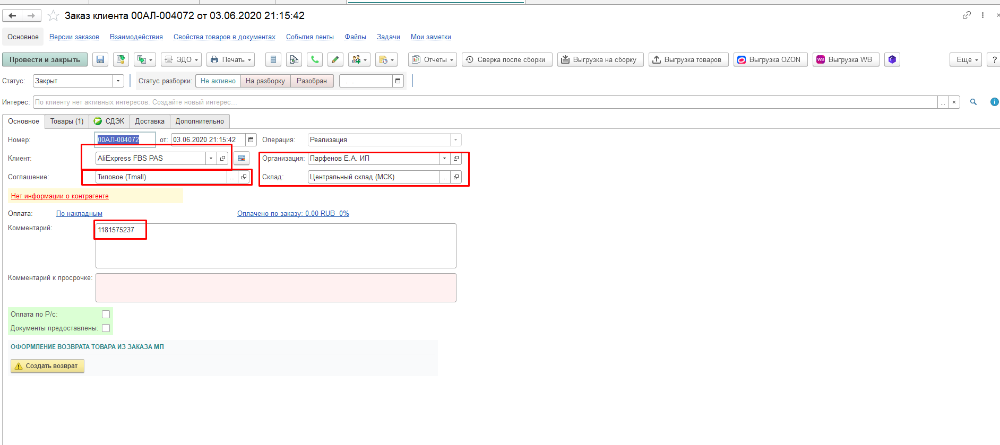 Заказ клиента 00АЛ-004072 от 03.06.2020 21:15:42
Основное Версии заказов Взаимодействия Свойства товаров в документах События ленты Файлы Задачи Мои заметки
Провести и закрыть ЭДО Печать Отчеты Сверка после сборки Выгрузка на сборку Выгрузка товаров Выгрузка OZON WB Выгрузка WB Еще ?
Статус: Закрыт Статус разборки: Не активно На разборку Разобран . .
Интерес: По клиенту нет активных интересов. Создайте новый интерес... ... ×
Основное Товары (1) СДЭК Доставка Дополнительно
Номер: 00АЛ-004072 от: 03.06.2020 21:15:42 Операция: Реализация
Клиент: AliExpress FBS PAS Организация: Парфенов Е.А. ИП
Соглашение: Типовое (Tmall) ... Склад: Центральный склад (МСК) ...
Нет информации о контрагенте
Оплата: По накладным Оплачено по заказу: 0,00 RUB 0%
Комментарий: 1181575237
Комментарий к просрочке:
Оплата по Р/с:
Документы предоставлены:
ОФОРМЛЕНИЕ ВОЗВРАТА ТОВАРА ИЗ ЗАКАЗА МП
Создать возврат